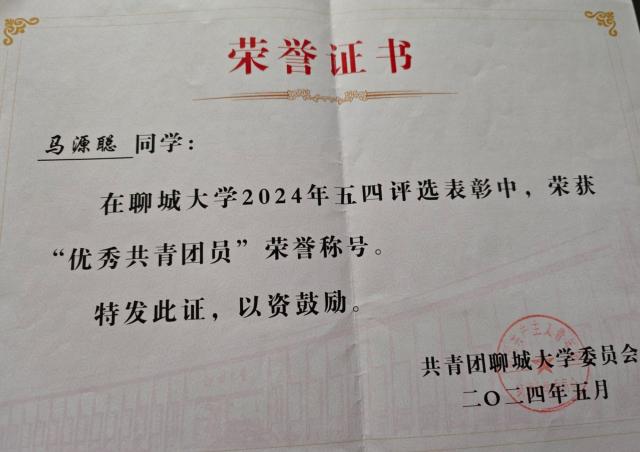 荣誉证书
马源聪 同学：
在聊城大学2024年五四评选表彰中，荣获
“优秀共青团员”荣誉称号。
特发此证，以资鼓励。
共青团聊城大学委员会
二〇二四年五月